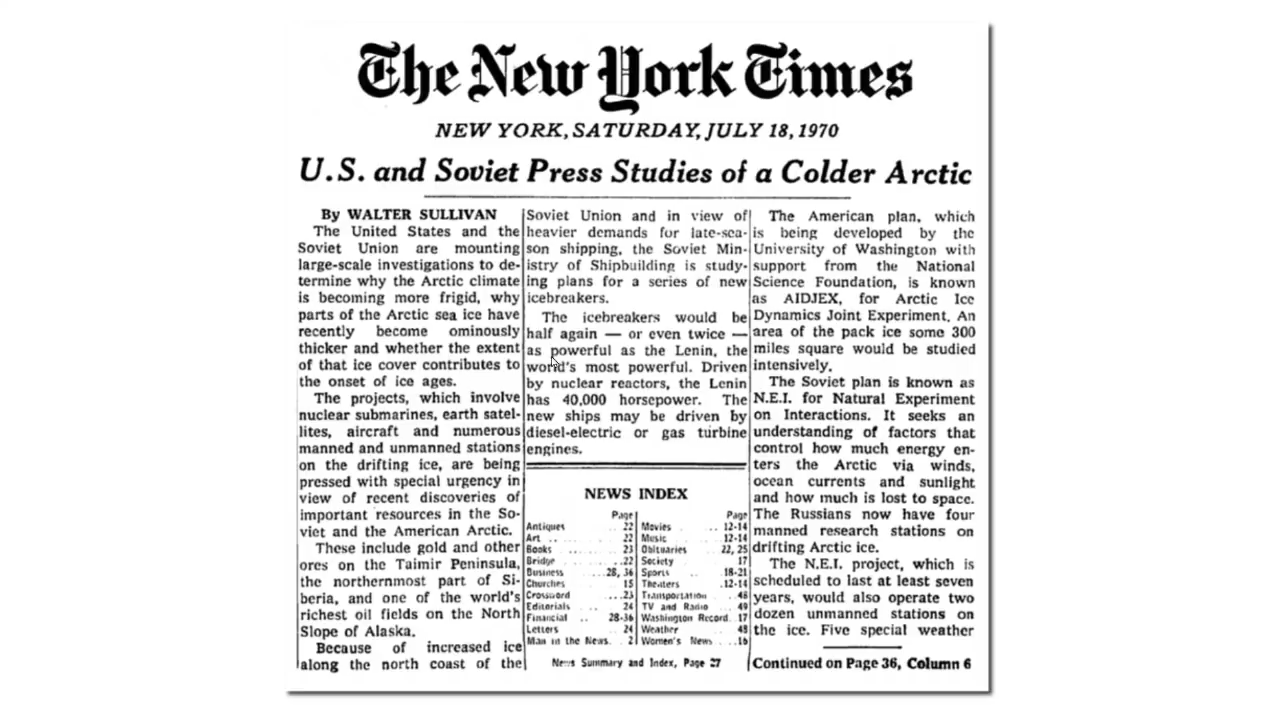 The New York Times
NEW YORK, SATURDAY, JULY 18, 1970
U.S. and Soviet Press Studies of a Colder Arctic
By WALTER SULLIVAN
The United States and the
Soviet Union are mounting
large-scale investigations to de-
termine why the Arctic climate
is becoming more frigid, why
parts of the Arctic sea ice have
recently become ominously
thicker and whether the extent
of that ice cover contributes to
the onset of ice ages.
The projects, which involve
nuclear submarines, earth satel-
lites, aircraft and numerous
manned and unmanned stations
on the drifting ice, are being
pressed with special urgency in
view of recent discoveries of
important resources in the So-
viet and the American Arctic.
These include gold and other
ores on the Taimir Peninsula,
the northernmost part of Si-
beria, and one of the world's
richest oil fields on the North
Slope of Alaska.
Because of increased ice
along the north coast of the
Soviet Union and in view of
heavier demands for late-sea-
son shipping, the Soviet Min-
istry of Shipbuilding is study-
ing plans for a series of new
icebreakers.
The icebreakers would be
half again — or even twice —
as powerful as the Lenin, the
world's most powerful. Driven
by nuclear reactors, the Lenin
has 40,000 horsepower. The
new ships may be driven by
diesel-electric or gas turbine
engines.
NEWS INDEX
Page
Antiques 22
Art .. 22
Books ...... 23
Bridge ......22
Business ....28, 36
Churches 15
Crossword ....23
Editorials 24
Financial .. 28-36
Letters 24
Man in the News. 2
Page
Movies .. 12-14
Music 12-14
Obituaries 22, 25
Society 17
Sports .. 18-21
Theaters .12-14
Transportation ..48
TV and Radio .. 49
Washington Record 17
Weather 48
Women's News ..16
News Summary and Index, Page 27
The American plan, which
is being developed by the
University of Washington with
support from the National
Science Foundation, is known
as AIDJEX, for Arctic Ice
Dynamics Joint Experiment. An
area of the pack ice some 300
miles square would be studied
intensively.
The Soviet plan is known as
N.E.I. for Natural Experiment
on Interactions. It seeks an
understanding of factors that
control how much energy en-
ters the Arctic via winds,
ocean currents and sunlight
and how much is lost to space.
The Russians now have four
manned research stations on
drifting Arctic ice.
The N.E.I. project, which is
scheduled to last at least seven
years, would also operate two
dozen unmanned stations on
the ice. Five special weather
Continued on Page 36, Column 6